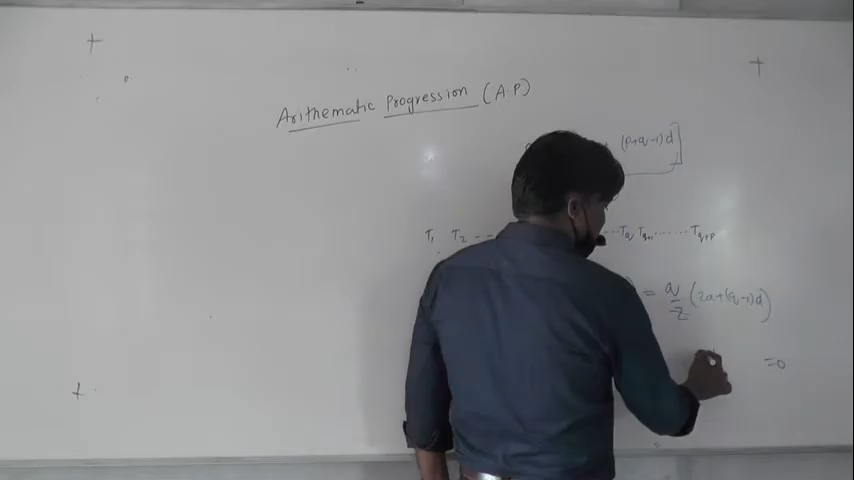 Arithematic Progression (A.P)
(p+q-1)d]
T₁ T₂ ---- ...Tq Tq+1 ....... Tq+p
= q/2 (2a+(q-1)d)
=0